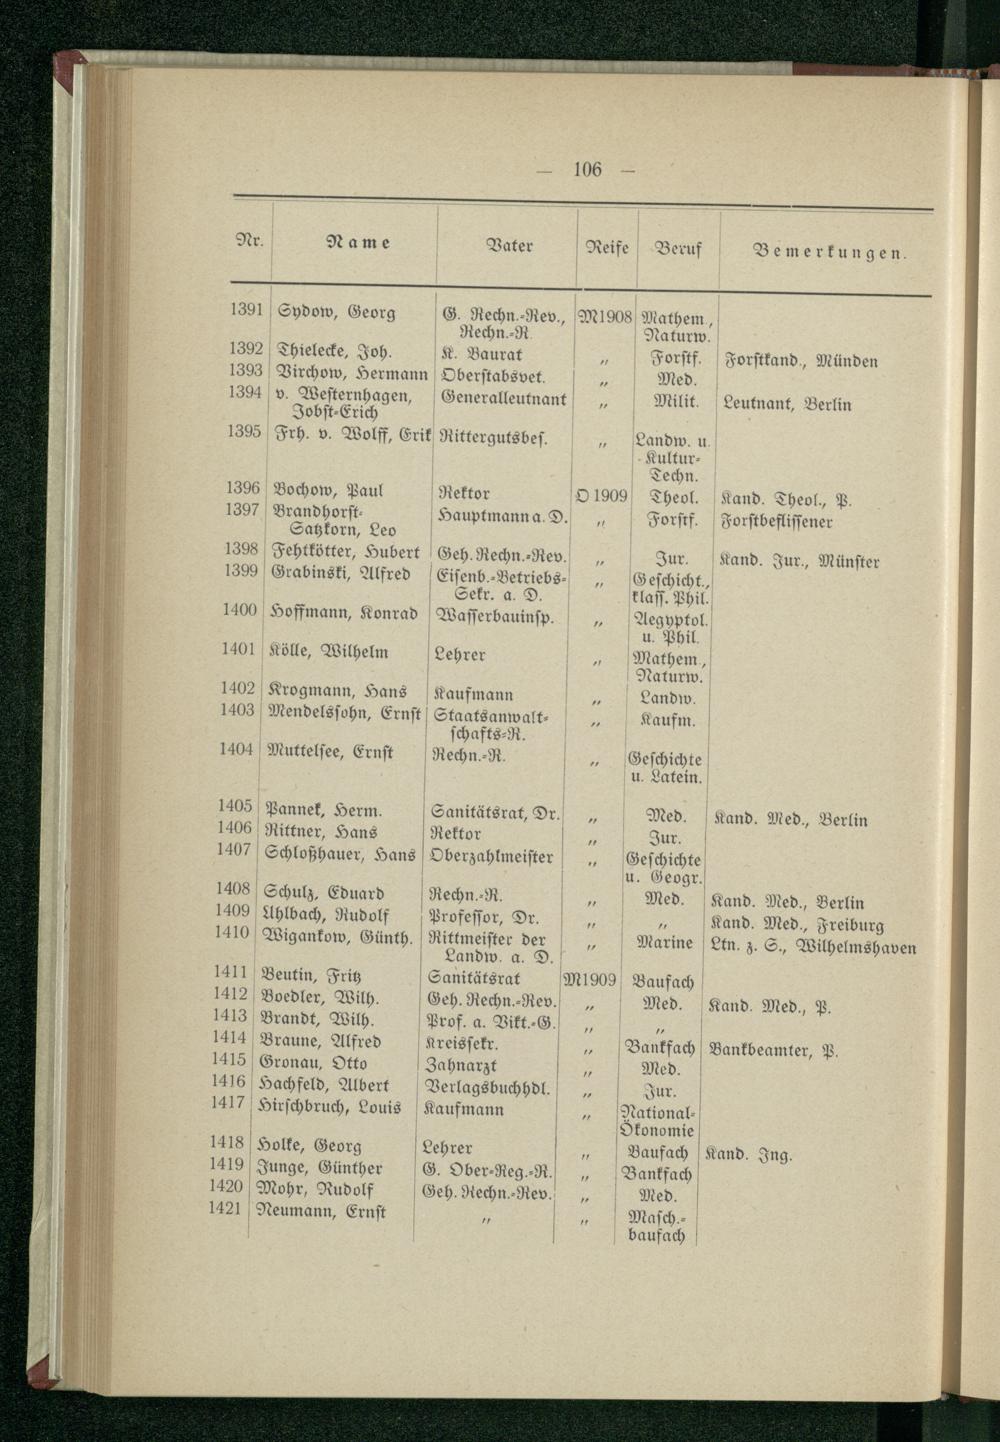 — 106 —
Nr. Name Vater Reife Beruf Bemerkungen.
1391 Sydow, Georg G. Rechn.-Rev., M1908 Mathem.,
Rechn.-R. Naturw.
1392 Thielecke, Joh. K. Baurat „ Forstf. Forstkand., Münden
1393 Virchow, Hermann Oberstabsvet. „ Med.
1394 v. Westernhagen, Generalleutnant „ Milit. Leutnant, Berlin
Jobst-Erich
1395 Frh. v. Wolff, Erik Rittergutsbes. „ Landw. u.
Kultur-
Techn.
1396 Bochow, Paul Rektor O 1909 Theol. Kand. Theol., P.
1397 Brandhorst- Hauptmann a. D. „ Forstf. Forstbeflissener
Satzkorn, Leo
1398 Fehtkötter, Hubert Geh. Rechn.-Rev. „ Jur. Kand. Jur., Münster
1399 Grabinski, Alfred Eisenb.-Betriebs- „ Geschicht.,
Sekr. a. D. klass. Phil.
1400 Hoffmann, Konrad Wasserbauinsp. „ Aegyptol.
u. Phil.
1401 Kölle, Wilhelm Lehrer „ Mathem.,
Naturw.
1402 Krogmann, Hans Kaufmann „ Landw.
1403 Mendelssohn, Ernst Staatsanwalt- „ Kaufm.
schafts-R.
1404 Muttelsee, Ernst Rechn.-R. „ Geschichte
u. Latein.
1405 Pannek, Herm. Sanitätsrat, Dr. „ Med. Kand. Med., Berlin
1406 Rittner, Hans Rektor „ Jur.
1407 Schloßhauer, Hans Oberzahlmeister „ Geschichte
u. Geogr.
1408 Schulz, Eduard Rechn.-R. „ Med. Kand. Med., Berlin
1409 Uhlbach, Rudolf Professor, Dr. „ „ Kand. Med., Freiburg
1410 Wigankow, Günth. Rittmeister der „ Marine Ltn. z. S., Wilhelmshaven
Landw. a. D.
1411 Beutin, Fritz Sanitätsrat M1909 Baufach
1412 Boedler, Wilh. Geh. Rechn.-Rev. „ Med. Kand. Med., P.
1413 Brandt, Wilh. Prof. a. Vikt.-G. „ „
1414 Braune, Alfred Kreissekr. „ Bankfach Bankbeamter, P.
1415 Gronau, Otto Zahnarzt „ Med.
1416 Hachfeld, Albert Verlagsbuchhdl. „ Jur.
1417 Hirschbruch, Louis Kaufmann „ National-
Ökonomie
1418 Holke, Georg Lehrer „ Baufach Kand. Ing.
1419 Junge, Günther G. Ober-Reg.-R. „ Bankfach
1420 Mohr, Rudolf Geh. Rechn.-Rev. „ Med.
1421 Neumann, Ernst „ „ Masch.-
baufach